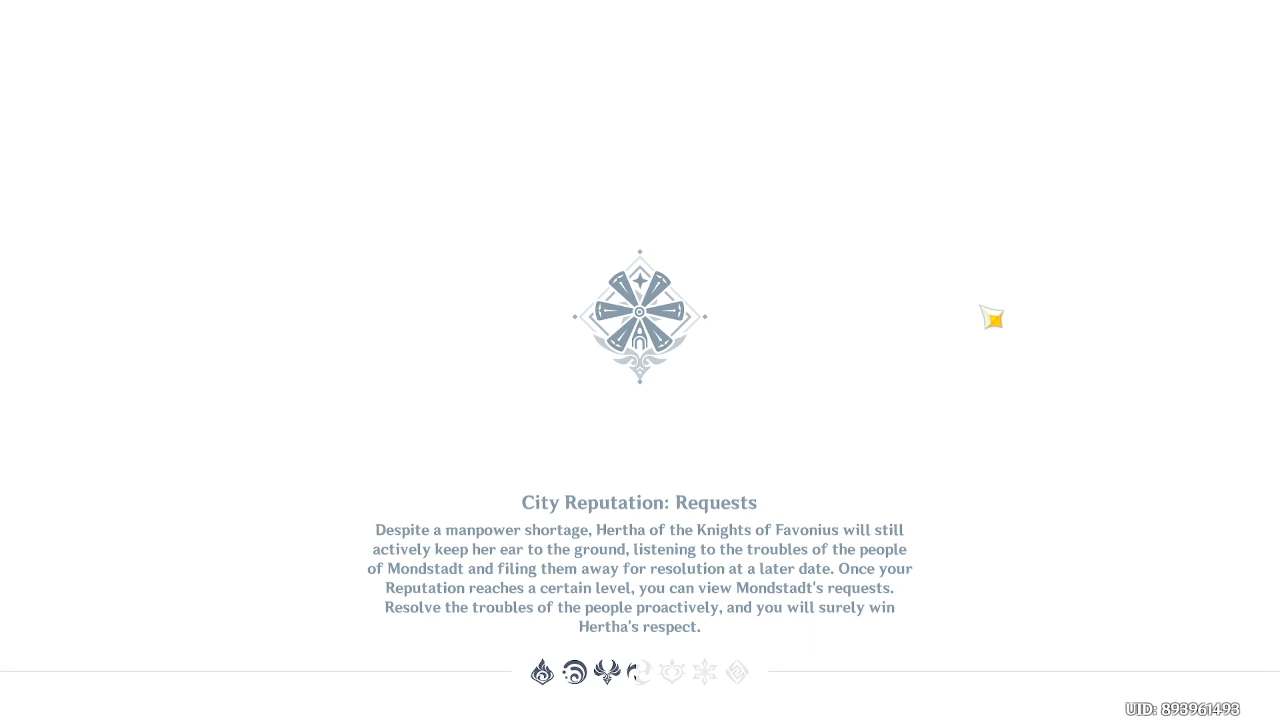 City Reputation: Requests
Despite a manpower shortage, Hertha of the Knights of Favonius will still
actively keep her ear to the ground, listening to the troubles of the people
of Mondstadt and filing them away for resolution at a later date. Once your
Reputation reaches a certain level, you can view Mondstadt's requests.
Resolve the troubles of the people proactively, and you will surely win
Hertha's respect.
UID: 893961493